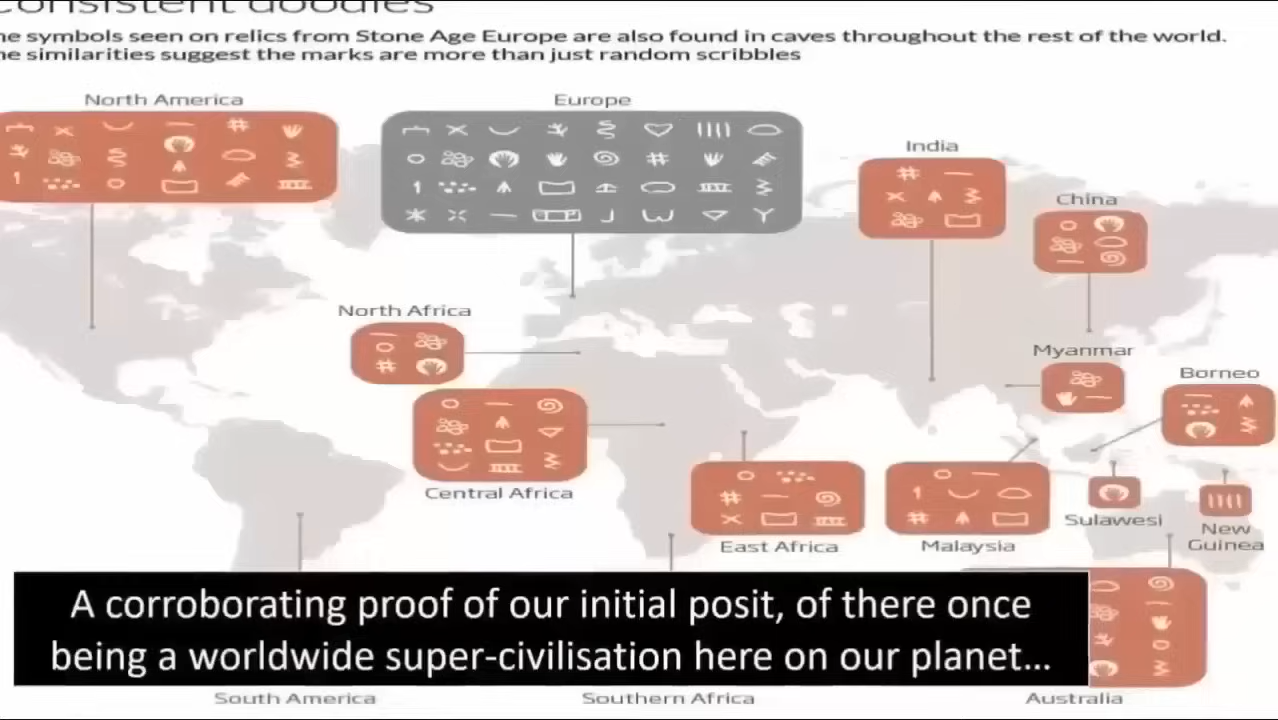 Consistent doodles
he symbols seen on relics from Stone Age Europe are also found in caves throughout the rest of the world.
he similarities suggest the marks are more than just random scribbles
North America
Europe
India
China
North Africa
Myanmar
Borneo
Central Africa
East Africa
Malaysia
Sulawesi
New
Guinea
A corroborating proof of our initial posit, of there once
being a worldwide super-civilisation here on our planet...
South America
Southern Africa
Australia